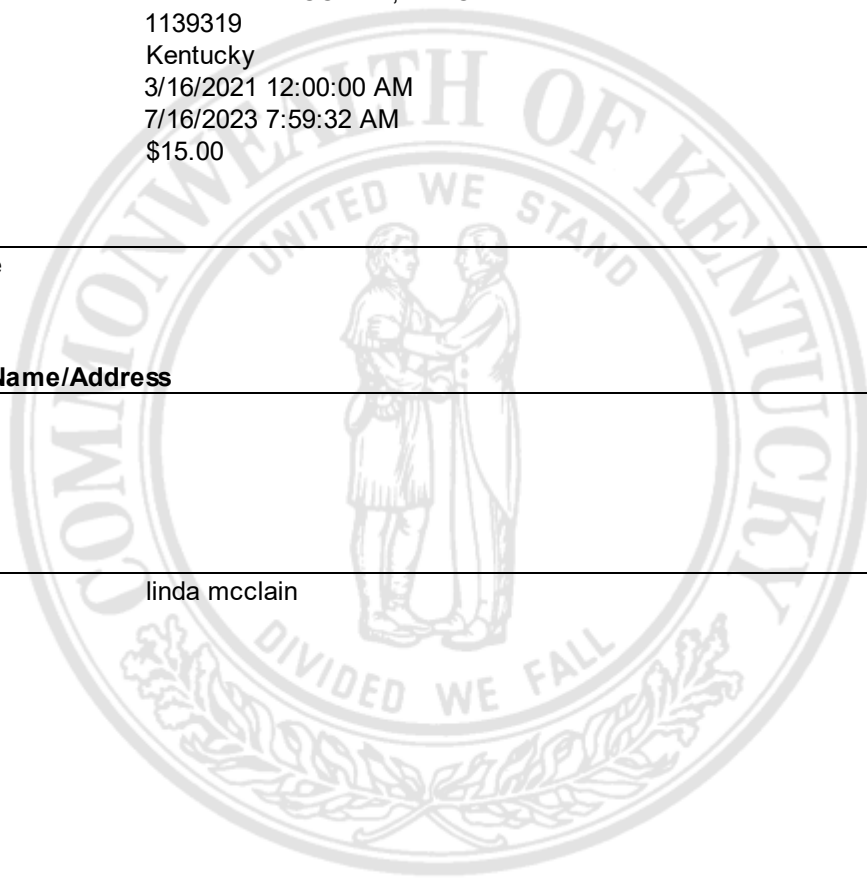 1139319
Kentucky
3/16/2021 12:00:00 AM
7/16/2023 7:59:32 AM
$15.00
COMMONWEALTH OF KENTUCKY
UNITED WE STAND
Name/Address
linda mcclain
DIVIDED WE FALL